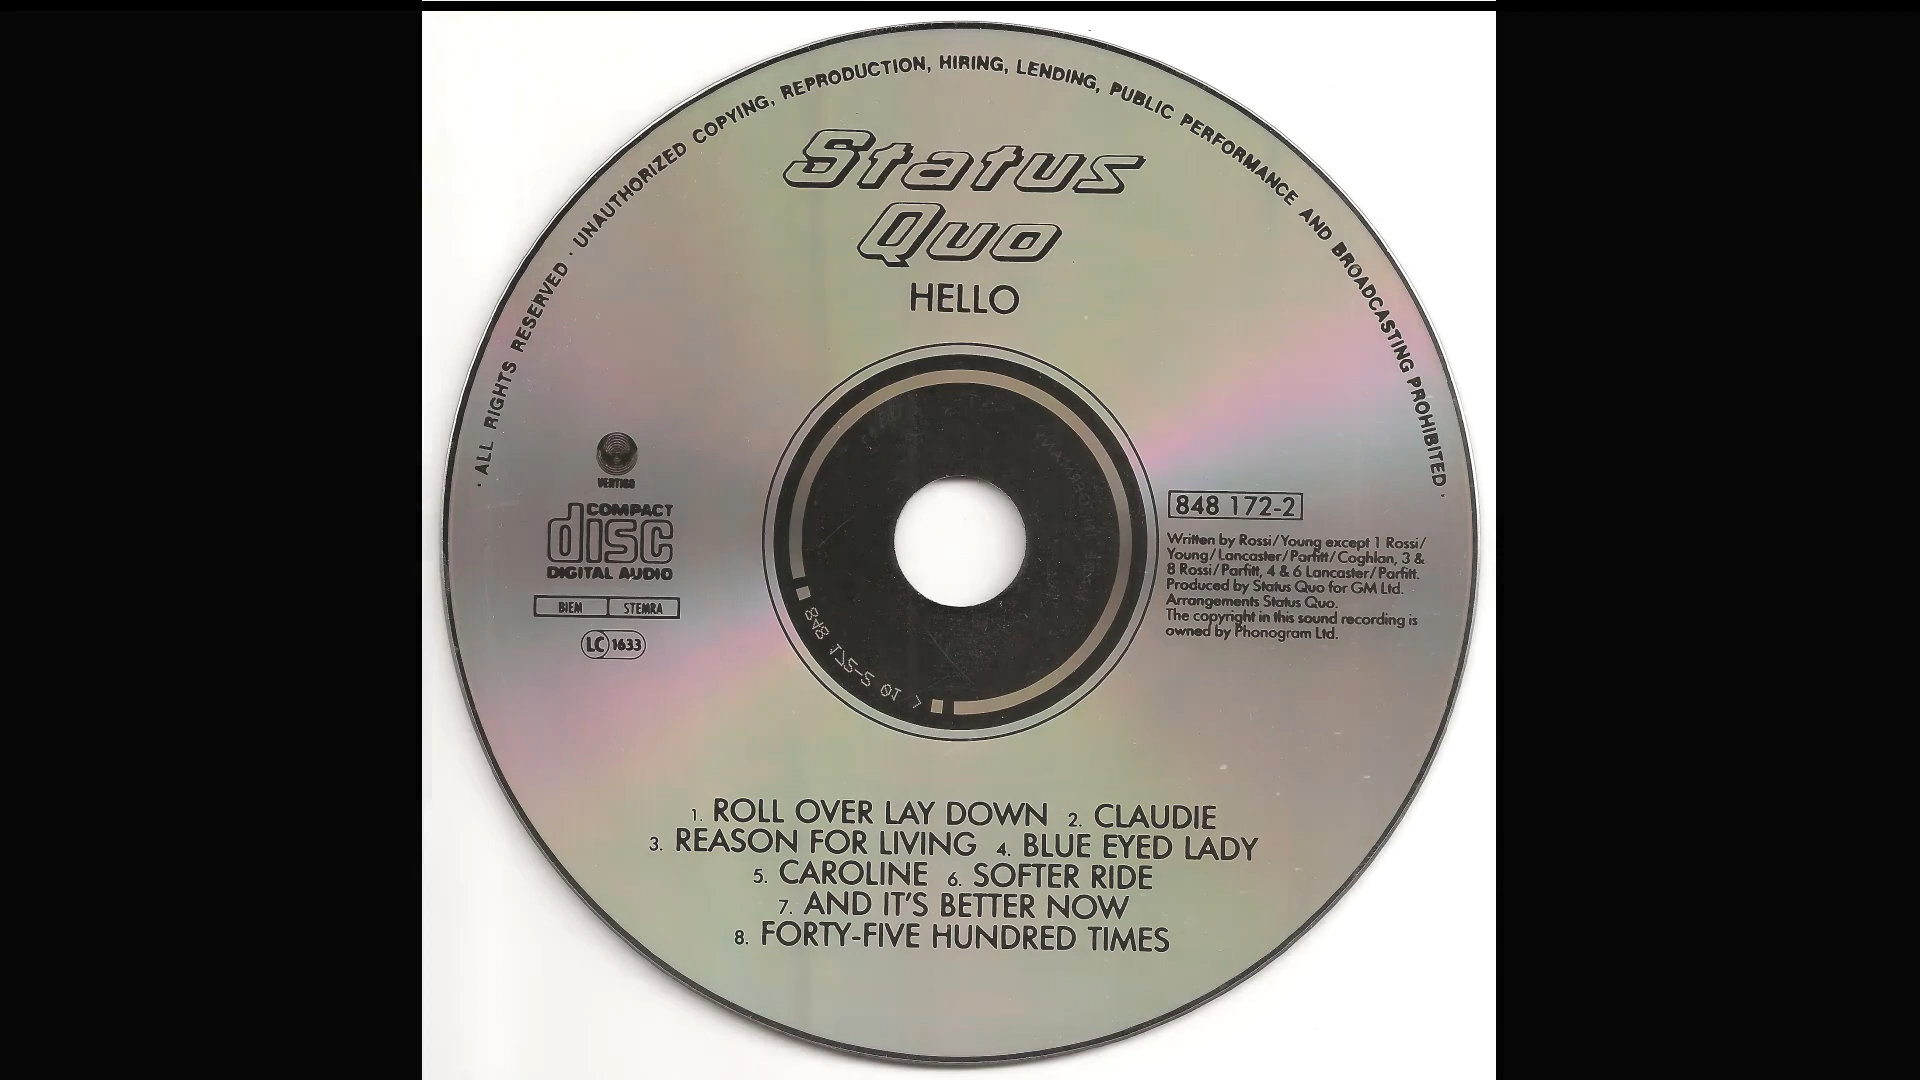 · ALL RIGHTS RESERVED · UNAUTHORIZED COPYING, REPRODUCTION, HIRING, LENDING, PUBLIC PERFORMANCE AND BROADCASTING PROHIBITED ·
Status
Quo
HELLO
VERTIGO
COMPACT
disc
DIGITAL AUDIO
BIEM STEMRA
LC 1633
848 172-2
Written by Rossi/Young except 1 Rossi/
Young/Lancaster/Parfitt/Coghlan, 3 &
8 Rossi/Parfitt, 4 & 6 Lancaster/Parfitt.
Produced by Status Quo for GM Ltd.
Arrangements Status Quo.
The copyright in this sound recording is
owned by Phonogram Ltd.
1. ROLL OVER LAY DOWN 2. CLAUDIE
3. REASON FOR LIVING 4. BLUE EYED LADY
5. CAROLINE 6. SOFTER RIDE
7. AND IT'S BETTER NOW
8. FORTY-FIVE HUNDRED TIMES